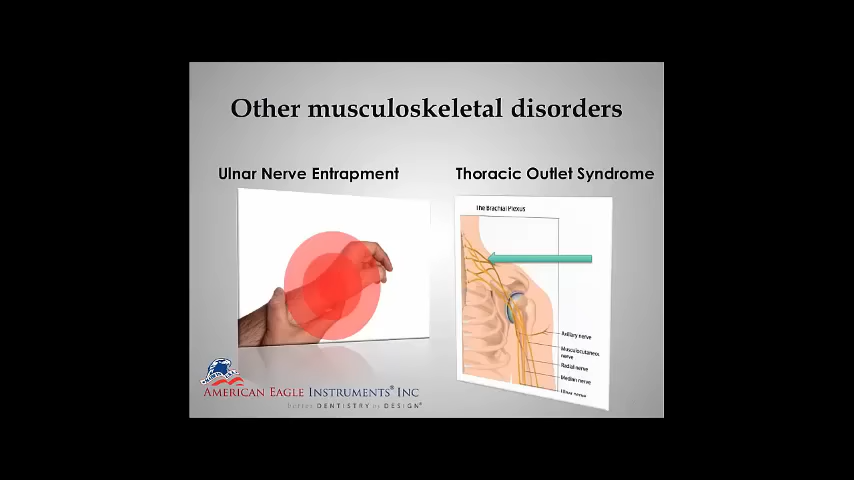 Other musculoskeletal disorders
Ulnar Nerve Entrapment
Thoracic Outlet Syndrome
The Brachial Plexus
Axillary nerve
Musculocutaneous
nerve
Radial nerve
Median nerve
AMERICAN EAGLE INSTRUMENTS® INC
DENTISTRY BY DESIGN®